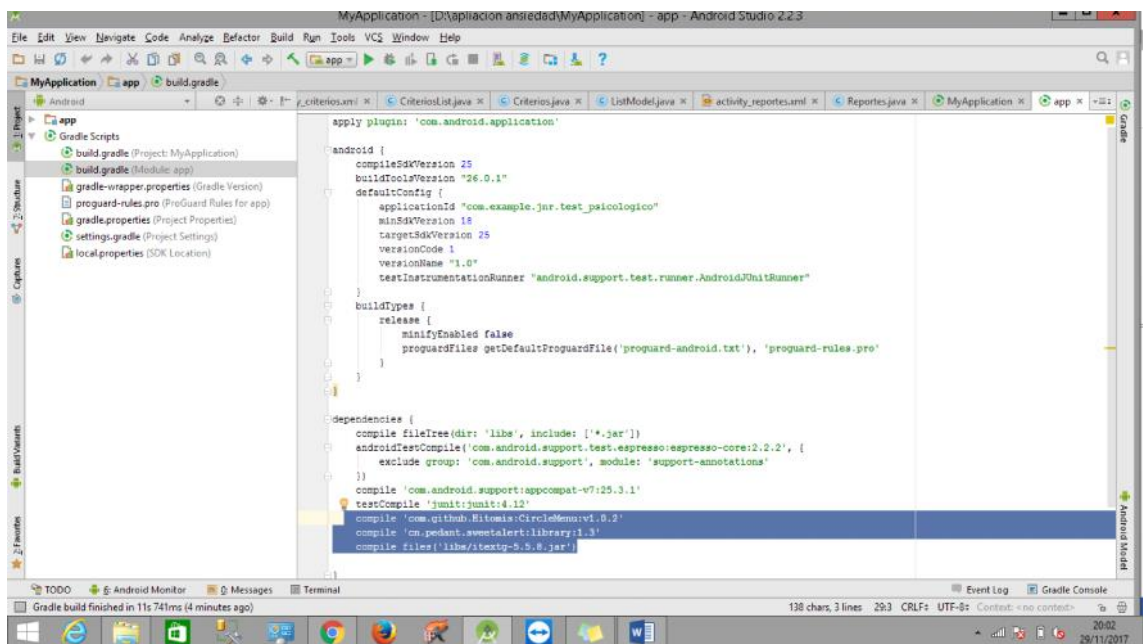 MyApplication - [D:\apliacion ansiedad\MyApplication] - app - Android Studio 2.2.3
File Edit View Navigate Code Analyze Refactor Build Run Tools VCS Window Help
app
MyApplication app build.gradle
Android
y_criterios.xml CriteriosList.java Criterios.java ListModel.java activity_reportes.xml Reportes.java MyApplication app
1: Project
2: Structure
Captures
Build Variants
2: Favorites
Gradle
Android Model
app
Gradle Scripts
build.gradle (Project: MyApplication)
build.gradle (Module: app)
gradle-wrapper.properties (Gradle Version)
proguard-rules.pro (ProGuard Rules for app)
gradle.properties (Project Properties)
settings.gradle (Project Settings)
local.properties (SDK Location)
apply plugin: 'com.android.application'
android {
compileSdkVersion 25
buildToolsVersion "26.0.1"
defaultConfig {
applicationId "com.example.jnr.test_psicologico"
minSdkVersion 18
targetSdkVersion 25
versionCode 1
versionName "1.0"
testInstrumentationRunner "android.support.test.runner.AndroidJUnitRunner"
}
buildTypes {
release {
minifyEnabled false
proguardFiles getDefaultProguardFile('proguard-android.txt'), 'proguard-rules.pro'
}
}
}
dependencies {
compile fileTree(dir: 'libs', include: ['*.jar'])
androidTestCompile('com.android.support.test.espresso:espresso-core:2.2.2', {
exclude group: 'com.android.support', module: 'support-annotations'
})
compile 'com.android.support:appcompat-v7:25.3.1'
testCompile 'junit:junit:4.12'
compile 'com.github.Hitomis:CircleMenu:v1.0.2'
compile 'cn.pedant.sweetalert:library:1.3'
compile files('libs/itextg-5.5.8.jar')
}
TODO 6: Android Monitor 0: Messages Terminal Event Log Gradle Console
Gradle build finished in 11s 741ms (4 minutes ago) 138 chars, 3 lines 29:3 CRLF÷ UTF-8÷ Context: <no context>
20:02
29/11/2017